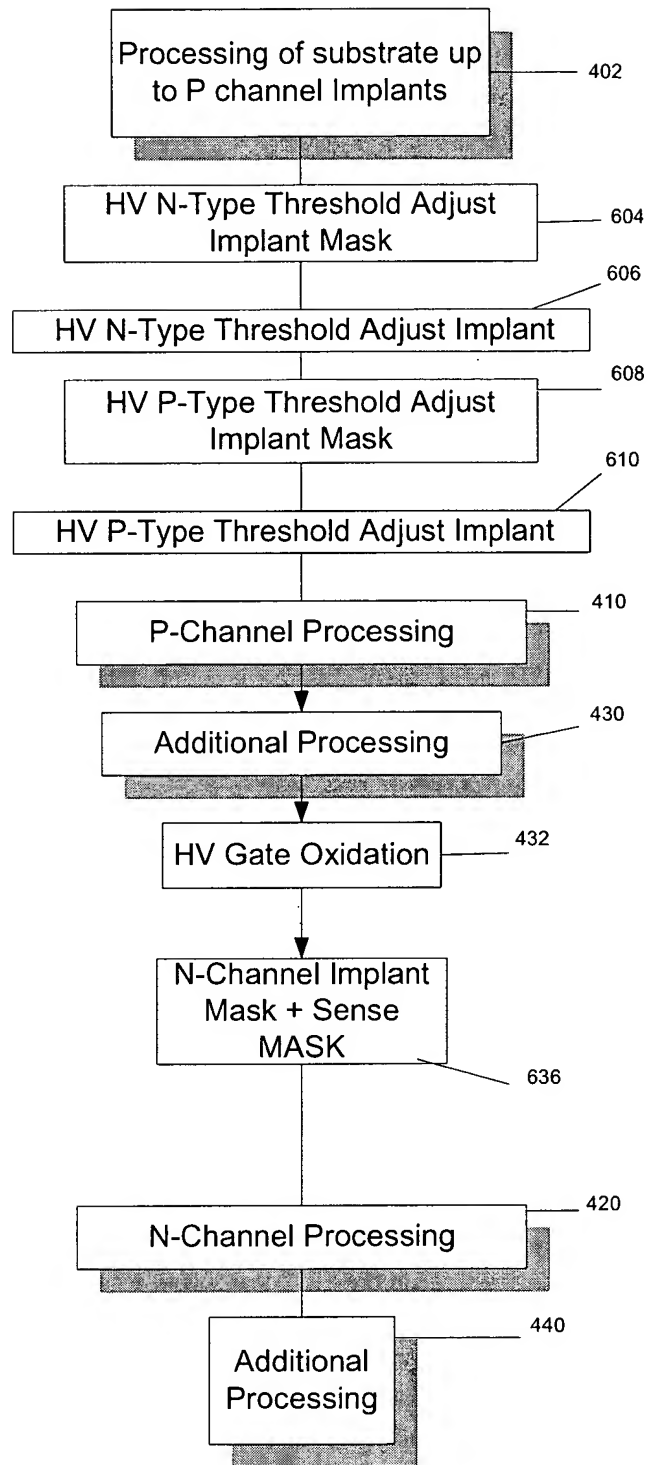 Processing of substrate up
to P channel Implants
402
HV N-Type Threshold Adjust
Implant Mask
604
606
HV N-Type Threshold Adjust Implant
608
HV P-Type Threshold Adjust
Implant Mask
610
HV P-Type Threshold Adjust Implant
410
P-Channel Processing
430
Additional Processing
432
HV Gate Oxidation
N-Channel Implant
Mask + Sense
MASK
636
420
N-Channel Processing
440
Additional
Processing